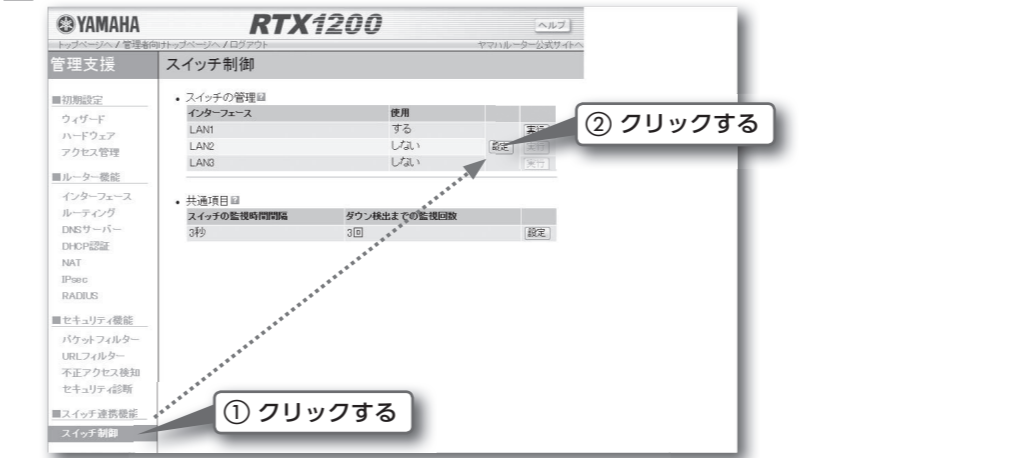 YAMAHA RTX1200 ヘルプ
トップページへ / 管理者向けトップページへ / ログアウト ヤマハルーター公式サイトへ
管理支援 スイッチ制御
■初期設定
ウィザード
ハードウェア
アクセス管理
■ルーター機能
インターフェース
ルーティング
DNSサーバー
DHCP認証
NAT
IPsec
RADIUS
■セキュリティ機能
パケットフィルター
URLフィルター
不正アクセス検知
セキュリティ診断
■スイッチ連携機能
スイッチ制御
• スイッチの管理
インターフェース 使用
LAN1 する 実行
LAN2 しない 設定 実行
LAN3 しない 実行
• 共通項目
スイッチの監視時間間隔 ダウン検出までの監視回数
3秒 3回 設定
② クリックする
① クリックする